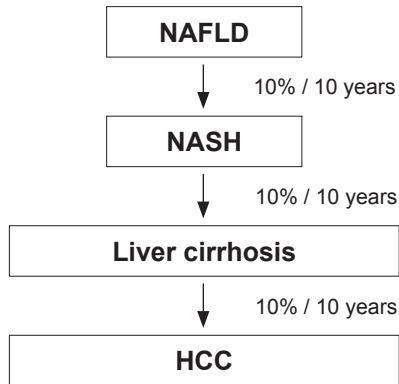 NAFLD
10% / 10 years
NASH
10% / 10 years
Liver cirrhosis
10% / 10 years
HCC